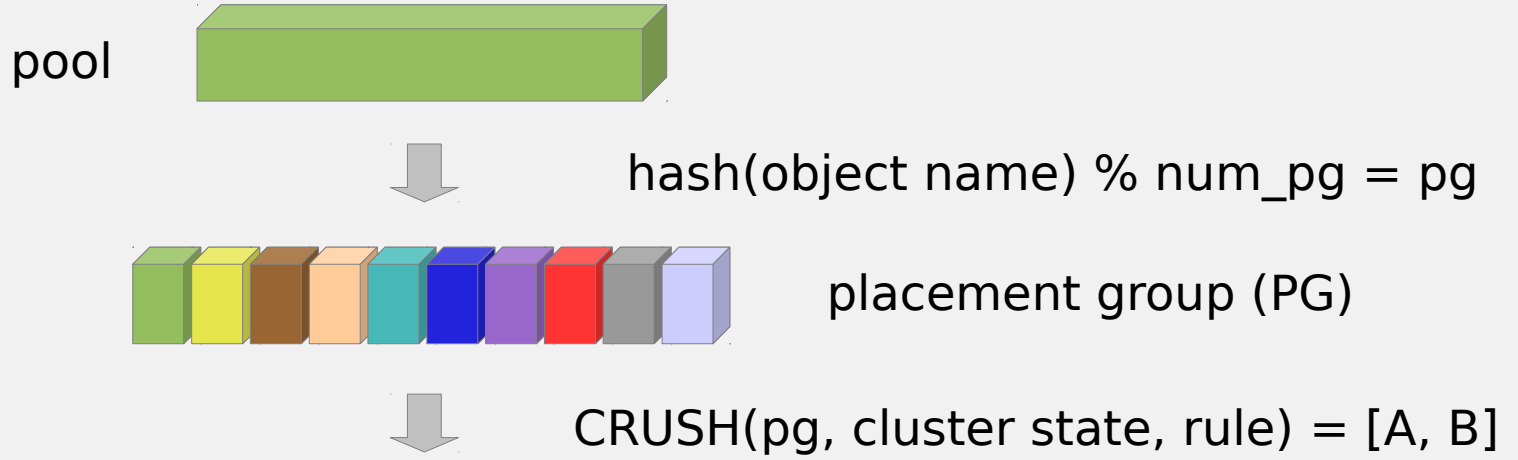 pool
hash(object name) % num_pg = pg
placement group (PG)
CRUSH(pg, cluster state, rule) = [A, B]